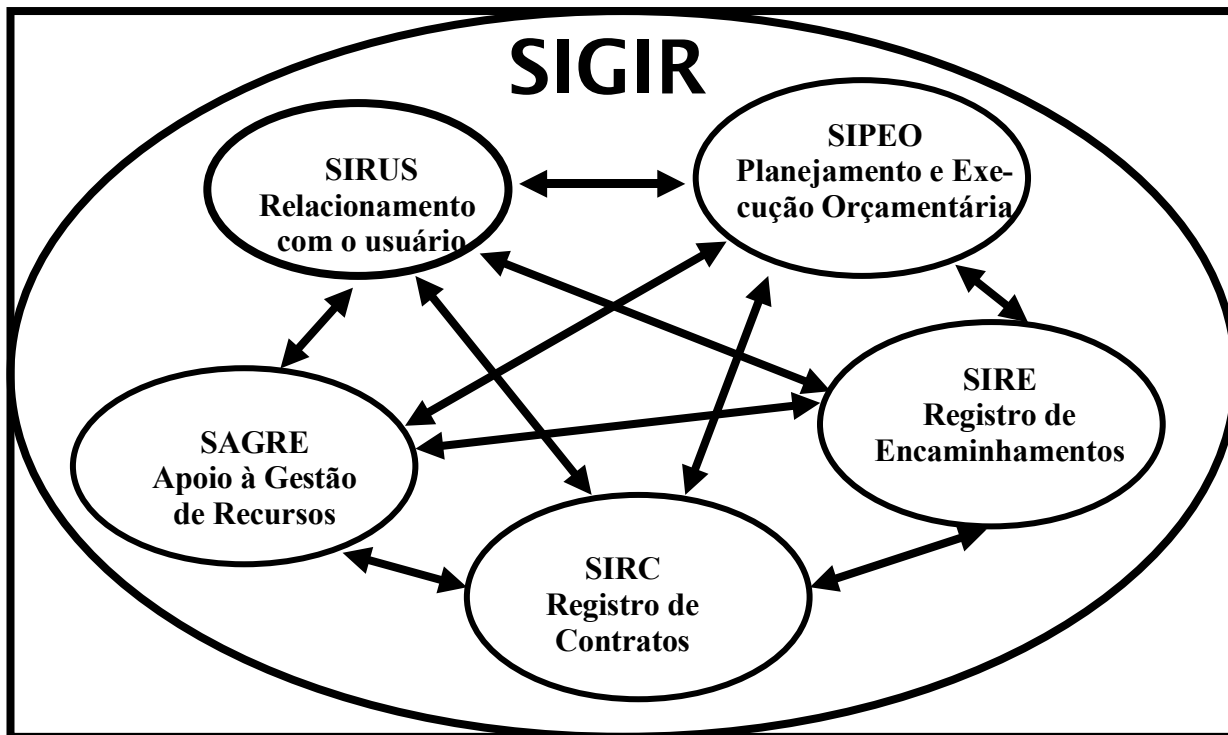 SIGIR
SIRUS
Relacionamento
com o usuário
SIPEO
Planejamento e Exe-
cução Orçamentária
SIRE
Registro de
Encaminhamentos
SAGRE
Apoio à Gestão
de Recursos
SIRC
Registro de
Contratos